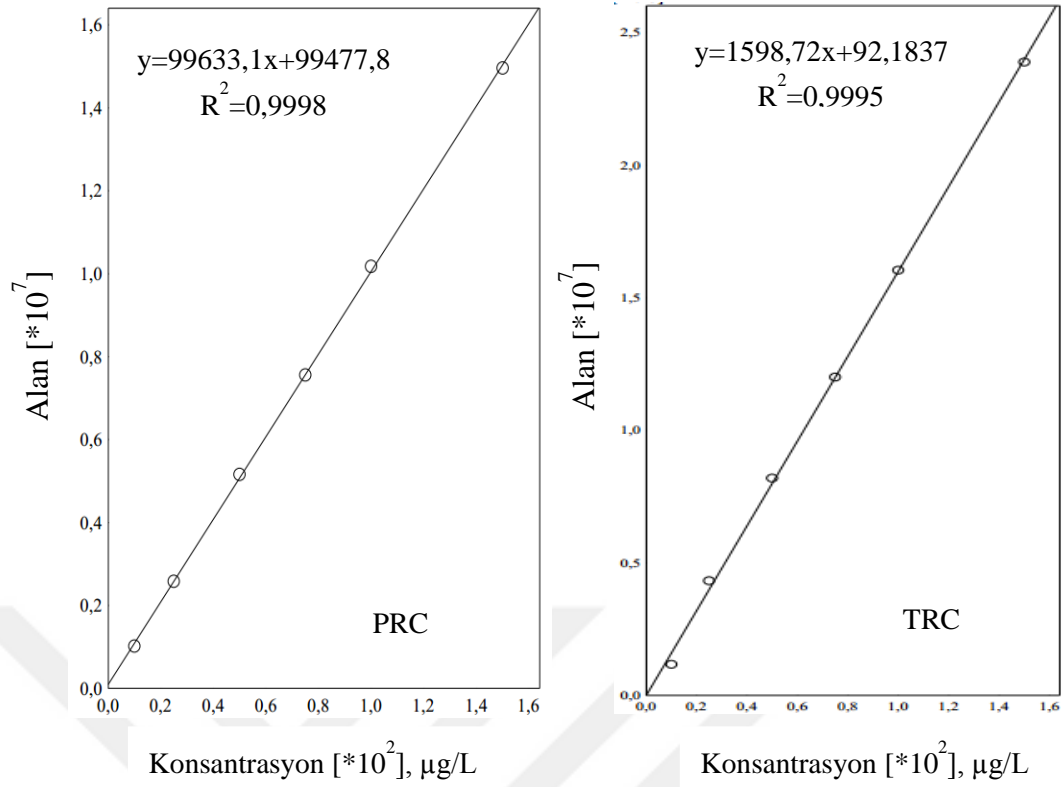 y=99633,1x+99477,8
R²=0,9998
1,6
1,4
1,2
1,0
0,8
0,6
0,4
0,2
0,0
Alan [*10⁷]
PRC
0,0 0,2 0,4 0,6 0,8 1,0 1,2 1,4 1,6
Konsantrasyon [*10²], µg/L
y=1598,72x+92,1837
R²=0,9995
2,5
2,0
1,5
1,0
0,5
0,0
Alan [*10⁷]
TRC
0,0 0,2 0,4 0,6 0,8 1,0 1,2 1,4 1,6
Konsantrasyon [*10²], µg/L